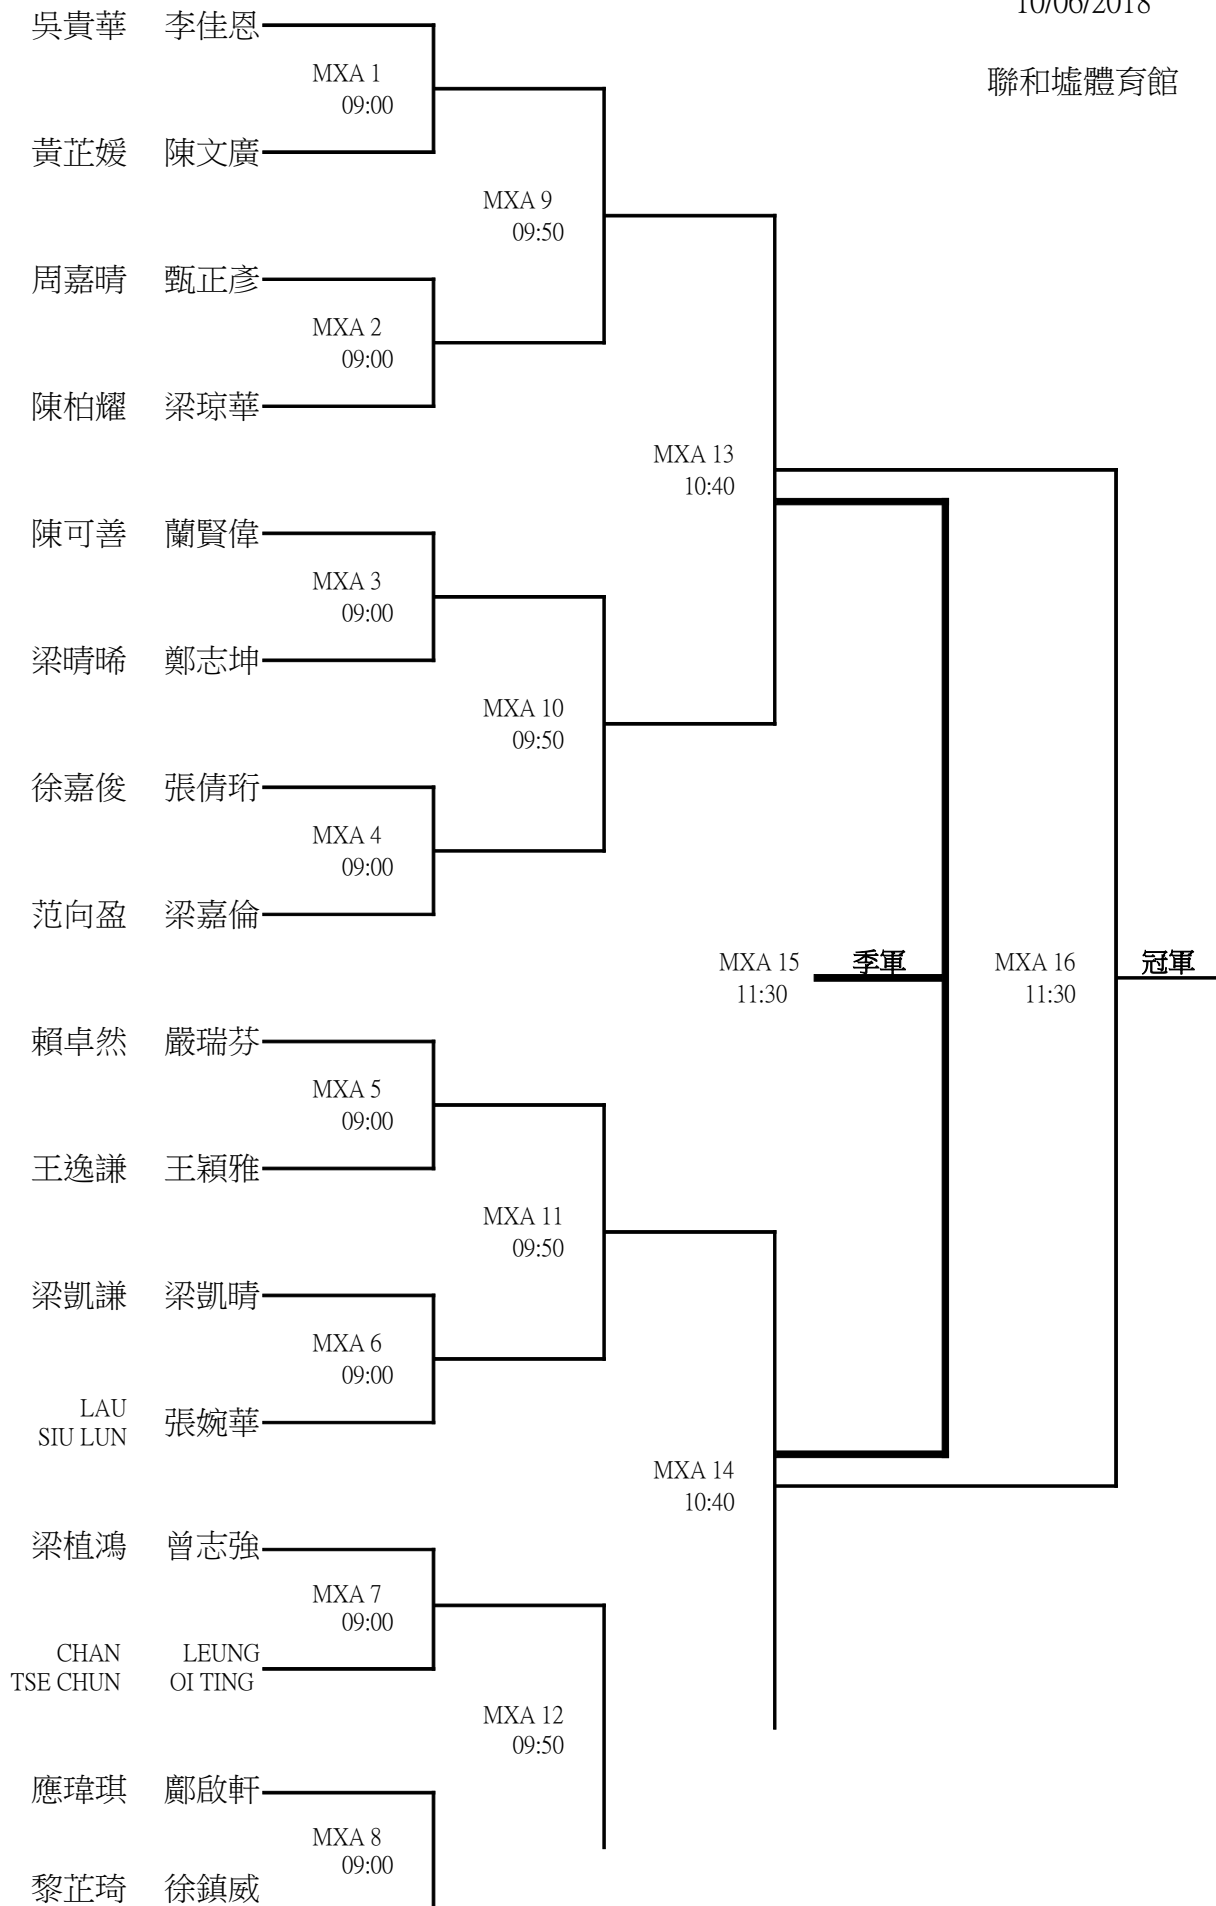 10/06/2018
吳貴華 李佳恩
聯和墟體育館
MXA 1
09:00
黃芷媛 陳文廣
MXA 9
09:50
周嘉晴 甄正彥
MXA 2
09:00
陳柏耀 梁琼華
MXA 13
10:40
陳可善 蘭賢偉
MXA 3
09:00
梁晴晞 鄭志坤
MXA 10
09:50
徐嘉俊 張倩珩
MXA 4
09:00
范向盈 梁嘉倫
MXA 15 季軍 MXA 16 冠軍
11:30 11:30
賴卓然 嚴瑞芬
MXA 5
09:00
王逸謙 王穎雅
MXA 11
09:50
梁凱謙 梁凱晴
MXA 6
09:00
LAU
SIU LUN 張婉華
MXA 14
10:40
梁植鴻 曾志強
MXA 7
09:00
CHAN LEUNG
TSE CHUN OI TING
MXA 12
09:50
應瑋琪 鄺啟軒
MXA 8
09:00
黎芷琦 徐鎮威